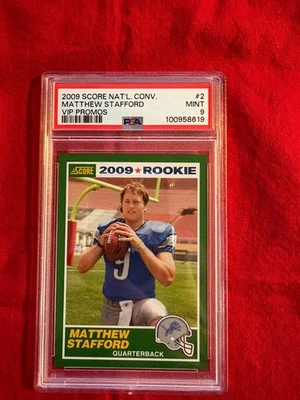 2009 SCORE NAT'L. CONV. #2
MATTHEW STAFFORD MINT
VIP PROMOS 9
PSA 100958619
SCORE 2009 ★ ROOKIE
9
MATTHEW
STAFFORD
QUARTERBACK